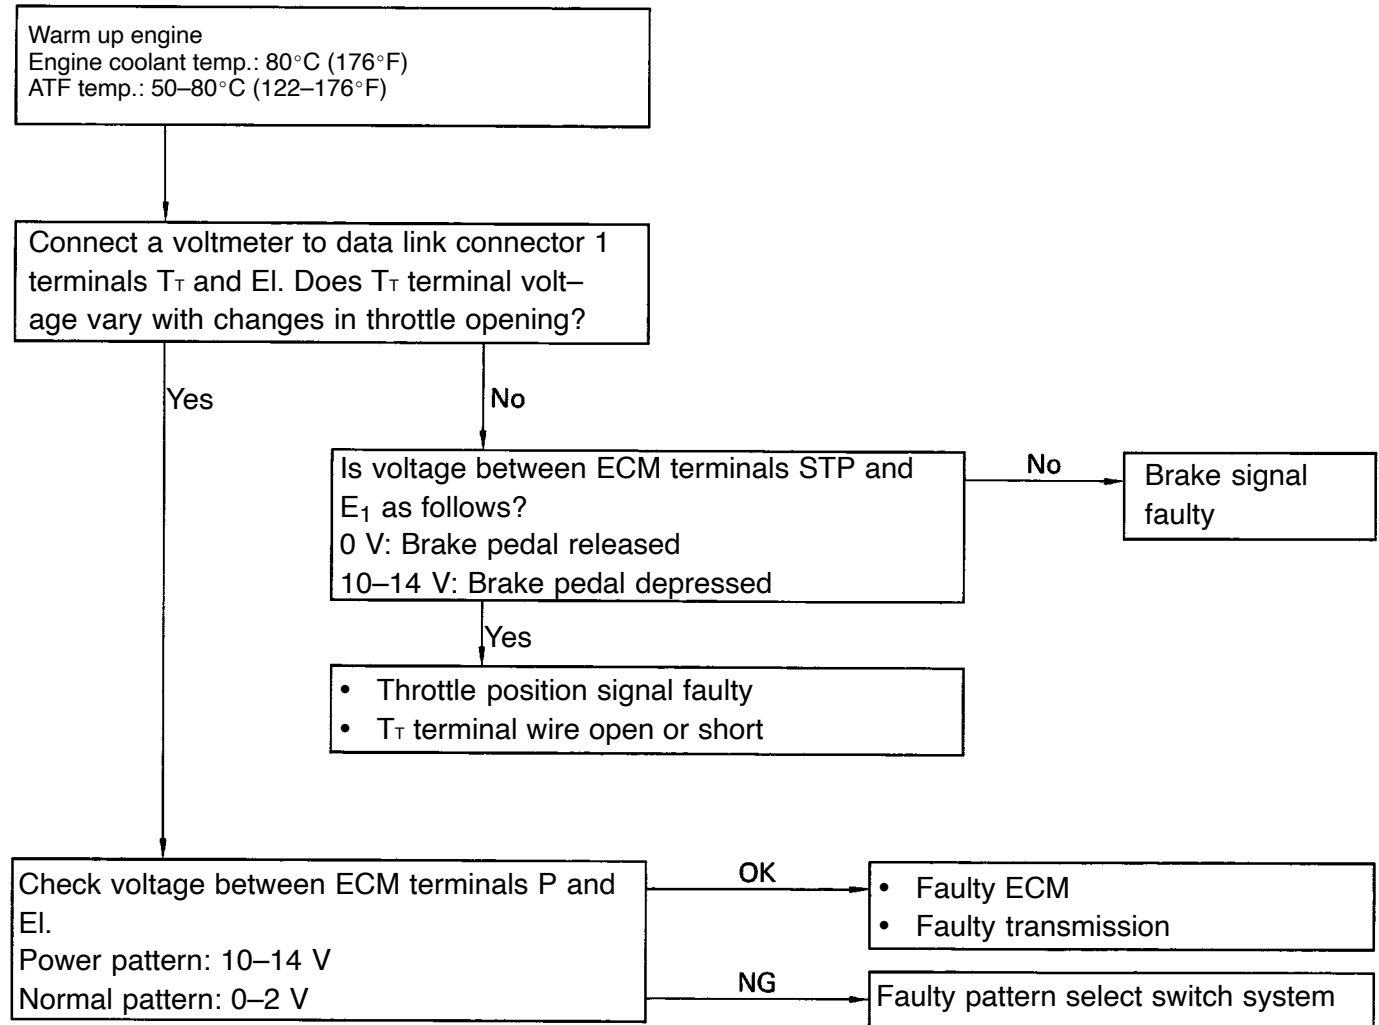 Warm up engine
Engine coolant temp.: 80°C (176°F)
ATF temp.: 50–80°C (122–176°F)
Connect a voltmeter to data link connector 1
terminals TT and El. Does TT terminal volt–
age vary with changes in throttle opening?
Yes
No
Is voltage between ECM terminals STP and
E1 as follows?
0 V: Brake pedal released
10–14 V: Brake pedal depressed
No
Brake signal
faulty
Yes
• Throttle position signal faulty
• TT terminal wire open or short
Check voltage between ECM terminals P and
El.
Power pattern: 10–14 V
Normal pattern: 0–2 V
OK
• Faulty ECM
• Faulty transmission
NG
Faulty pattern select switch system